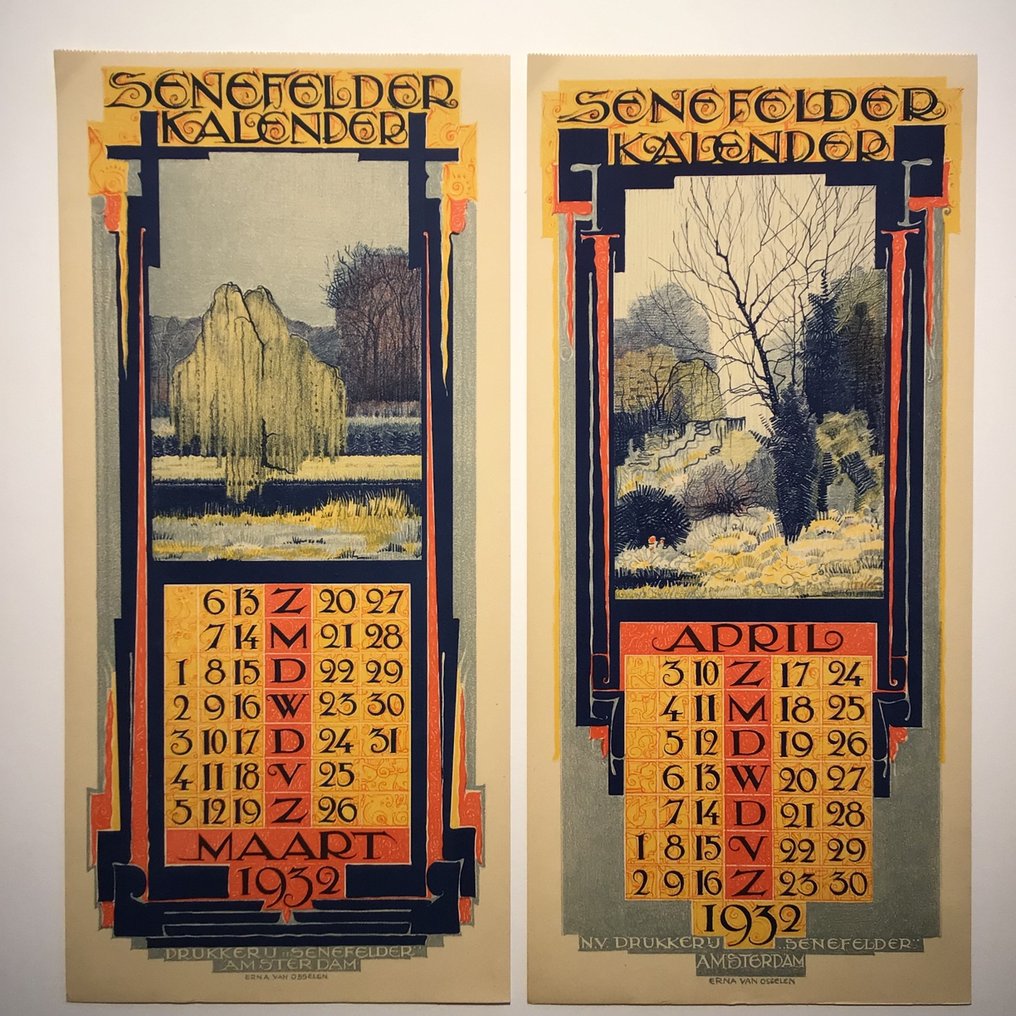 SENEFELDER
KALENDER
6 13 Z 20 27
7 14 M 21 28
1 8 15 D 22 29
2 9 16 W 23 30
3 10 17 D 24 31
4 11 18 V 25
5 12 19 Z 26
MAART
1932
DRUKKERIJ „SENEFELDER”
AMSTERDAM
ERNA VAN OSSELEN
SENEFELDER
KALENDER
APRIL
3 10 Z 17 24
4 11 M 18 25
5 12 D 19 26
6 13 W 20 27
7 14 D 21 28
1 8 15 V 22 29
2 9 16 Z 23 30
1932
N.V. DRUKKERIJ „SENEFELDER”
AMSTERDAM
ERNA VAN OSSELEN